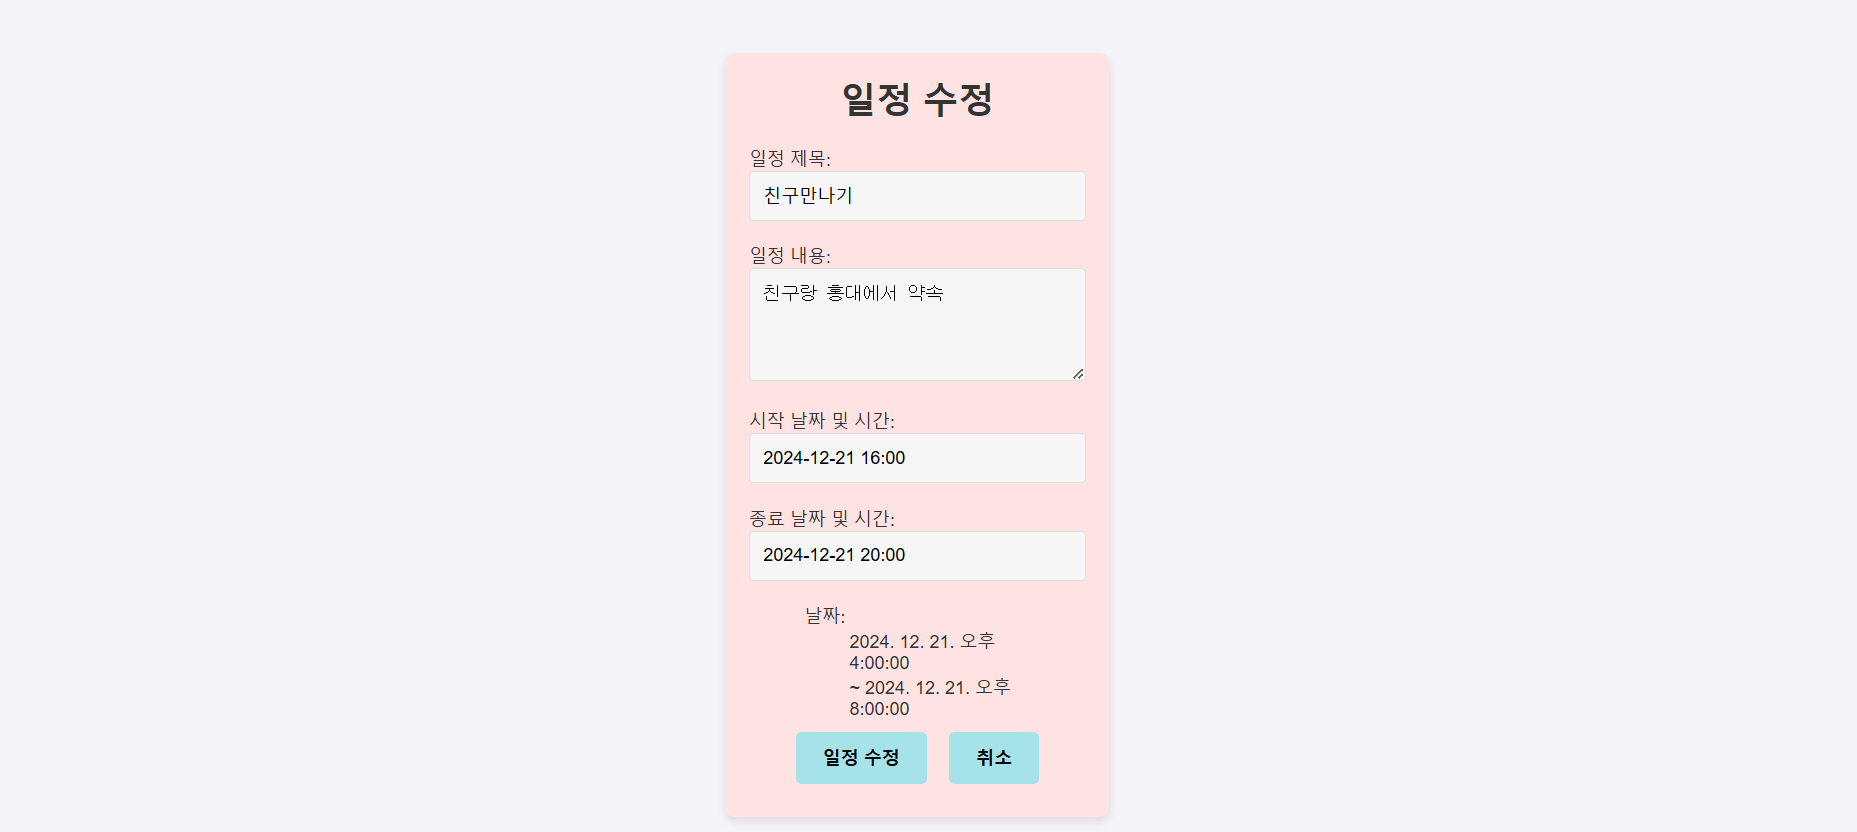 일정 수정
일정 제목:
친구만나기
일정 내용:
친구랑 홍대에서 약속
시작 날짜 및 시간:
2024-12-21 16:00
종료 날짜 및 시간:
2024-12-21 20:00
날짜:
2024. 12. 21. 오후
4:00:00
~ 2024. 12. 21. 오후
8:00:00
일정 수정 취소